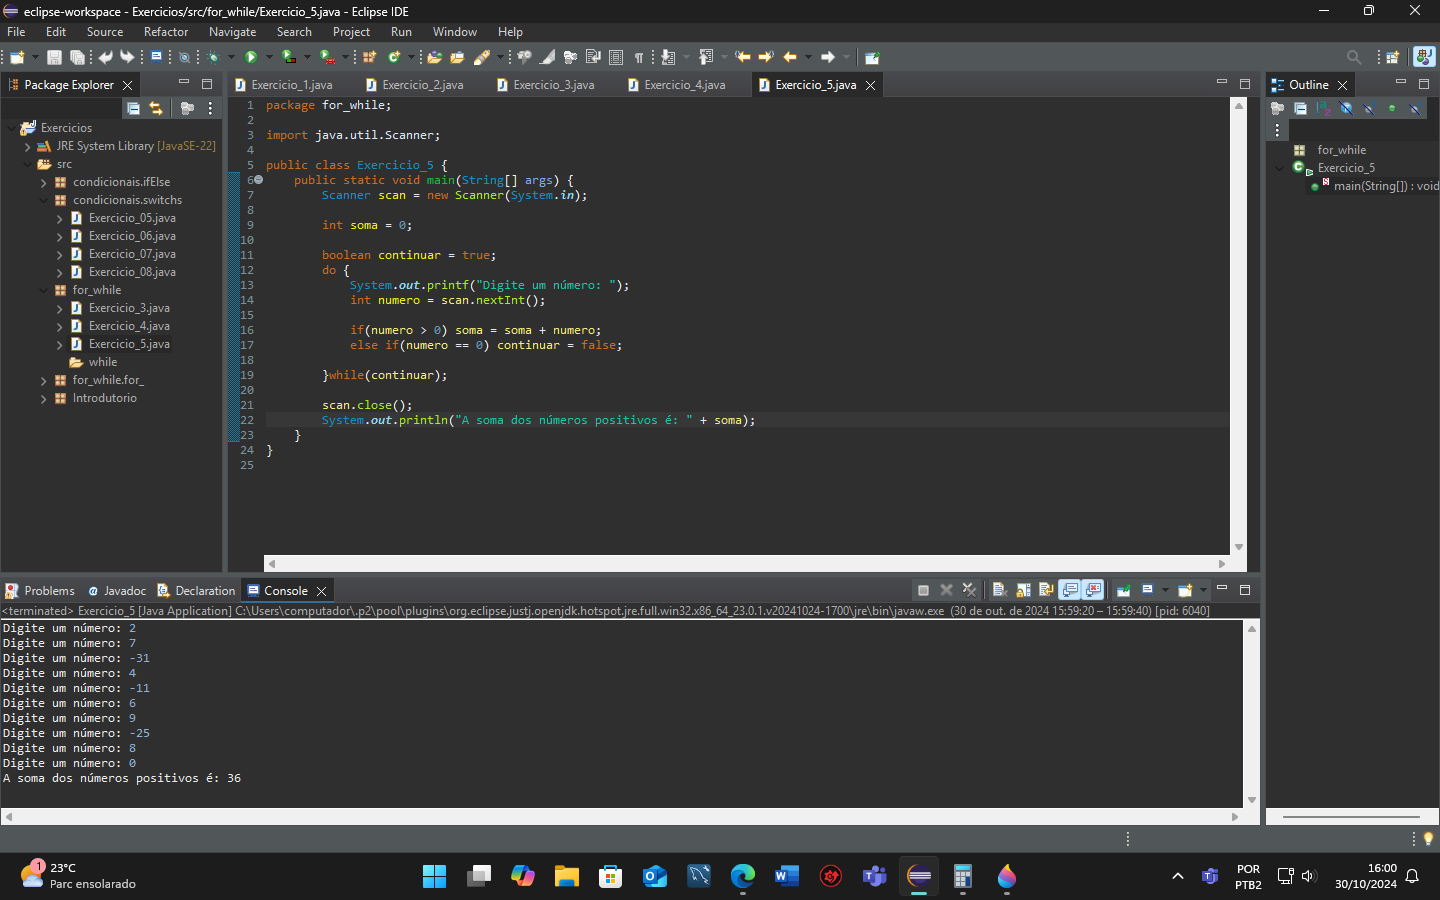 eclipse-workspace - Exercicios/src/for_while/Exercicio_5.java - Eclipse IDE
File Edit Source Refactor Navigate Search Project Run Window Help
Package Explorer
Exercicios
JRE System Library [JavaSE-22]
src
condicionais.ifElse
condicionais.switchs
Exercicio_05.java
Exercicio_06.java
Exercicio_07.java
Exercicio_08.java
for_while
Exercicio_3.java
Exercicio_4.java
Exercicio_5.java
while
for_while.for_
Introdutorio
Exercicio_1.java Exercicio_2.java Exercicio_3.java Exercicio_4.java Exercicio_5.java
1 package for_while;
2
3 import java.util.Scanner;
4
5 public class Exercicio_5 {
6 public static void main(String[] args) {
7 Scanner scan = new Scanner(System.in);
8
9 int soma = 0;
10
11 boolean continuar = true;
12 do {
13 System.out.printf("Digite um número: ");
14 int numero = scan.nextInt();
15
16 if(numero > 0) soma = soma + numero;
17 else if(numero == 0) continuar = false;
18
19 }while(continuar);
20
21 scan.close();
22 System.out.println("A soma dos números positivos é: " + soma);
23 }
24 }
25
Outline
for_while
Exercicio_5
main(String[]) : void
Problems Javadoc Declaration Console
<terminated> Exercicio_5 [Java Application] C:\Users\computador\.p2\pool\plugins\org.eclipse.justj.openjdk.hotspot.jre.full.win32.x86_64_23.0.1.v20241024-1700\jre\bin\javaw.exe (30 de out. de 2024 15:59:20 – 15:59:40) [pid: 6040]
Digite um número: 2
Digite um número: 7
Digite um número: -31
Digite um número: 4
Digite um número: -11
Digite um número: 6
Digite um número: 9
Digite um número: -25
Digite um número: 8
Digite um número: 0
A soma dos números positivos é: 36
1
23°C
Parc ensolarado
POR
PTB2
16:00
30/10/2024